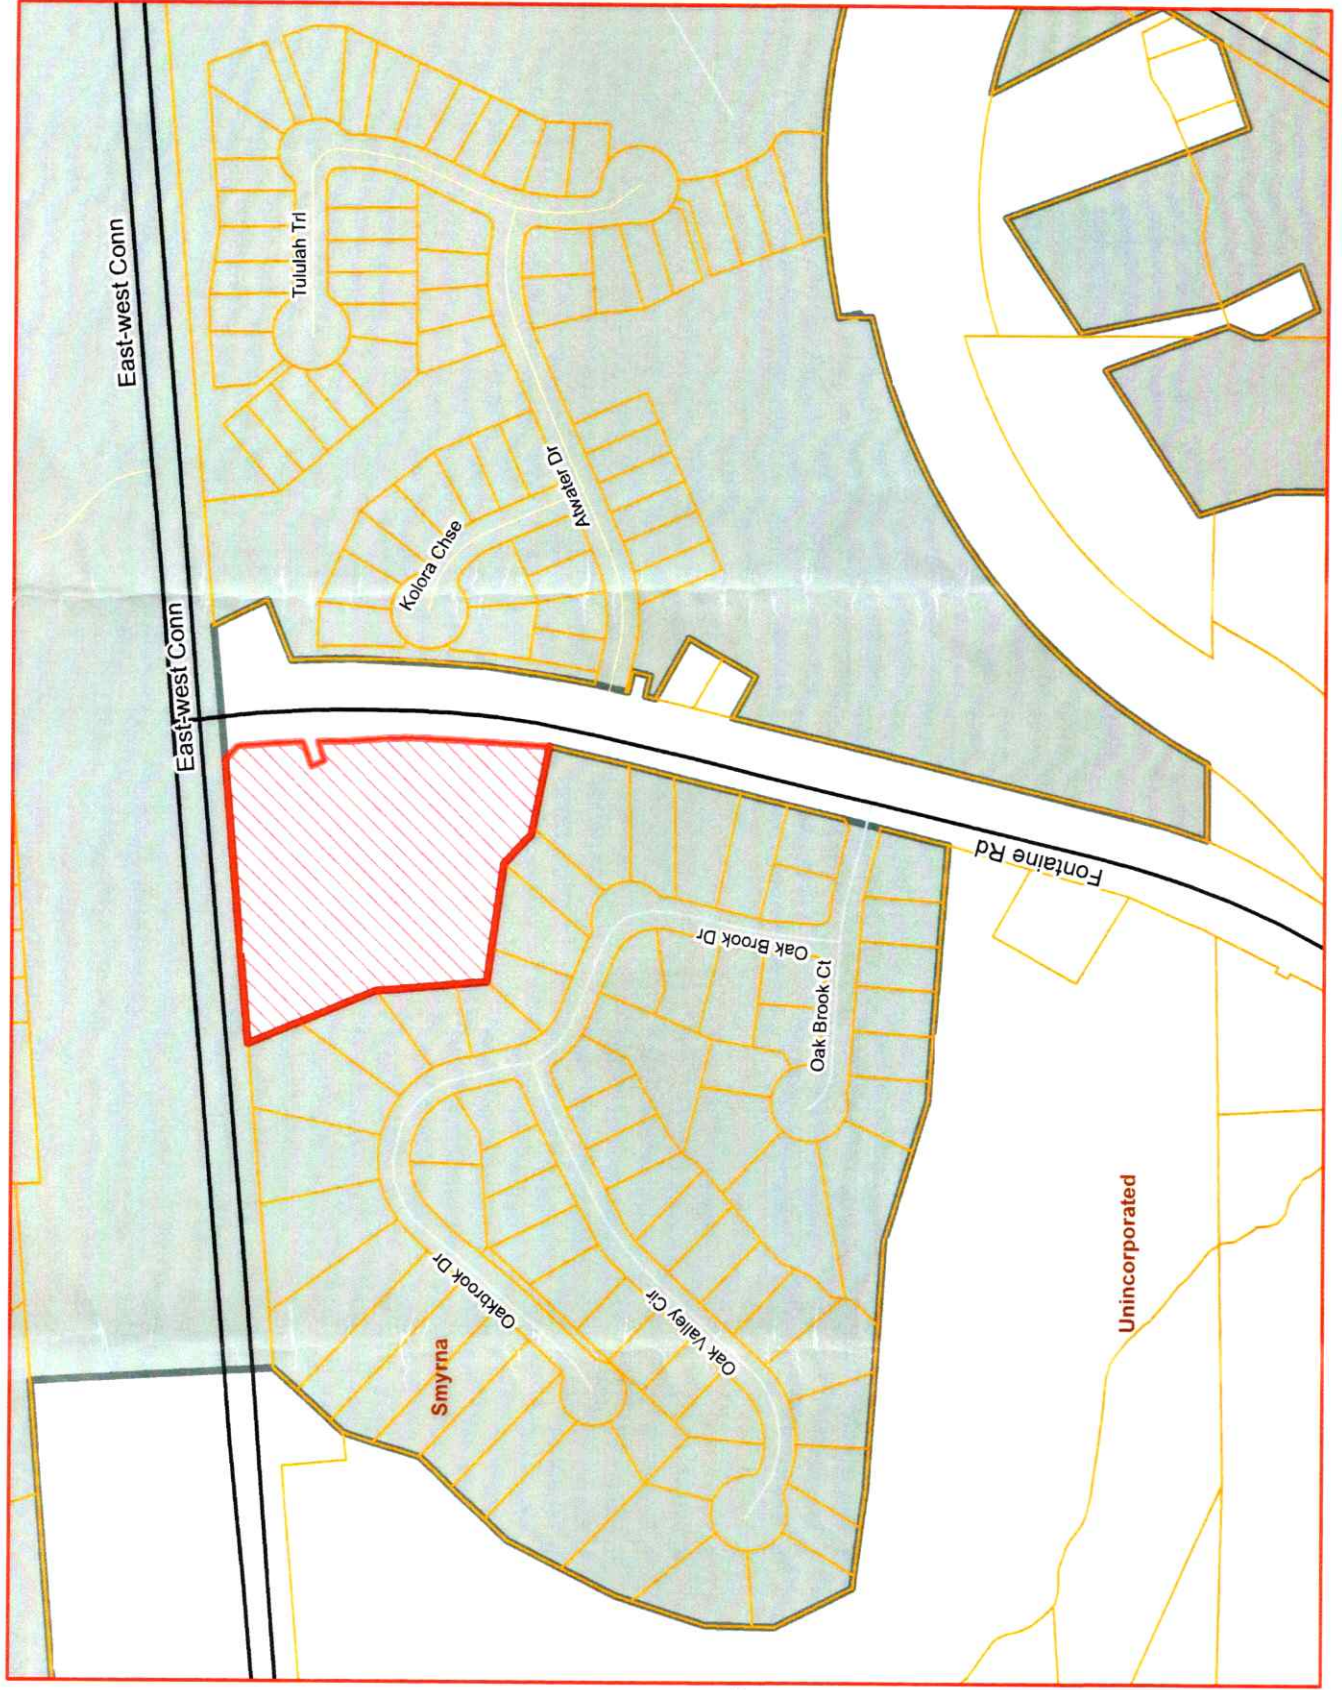 East-west Conn
East-west Conn
Tululah Trl
Kolora Chse
Atwater Dr
Fontaine Rd
Oak Brook Dr
Oak Brook Ct
Oakbrook Dr
Oak Valley Cir
Smyrna
Unincorporated